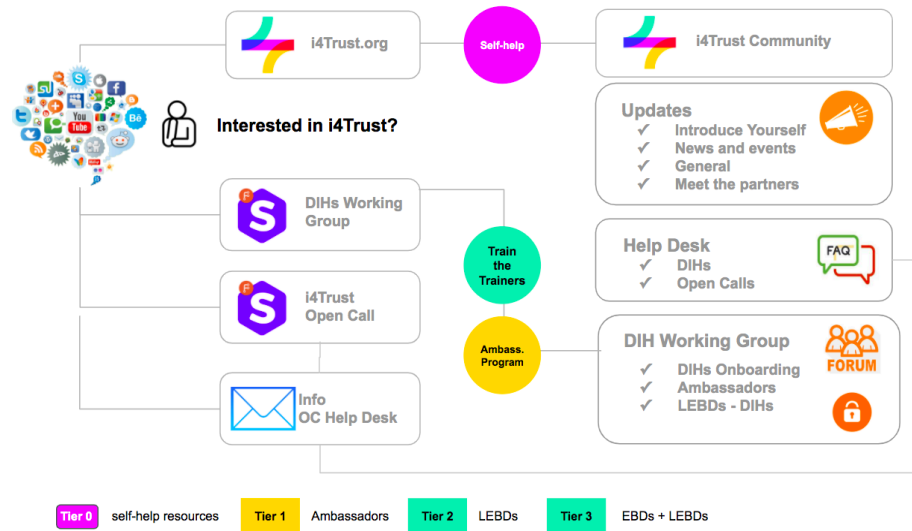 i4Trust.org
Self-help
i4Trust Community
You
Tube
Bē
Interested in i4Trust?
Updates
✓ Introduce Yourself
✓ News and events
✓ General
✓ Meet the partners
F
S
DIHs Working
Group
Train
the
Trainers
Help Desk
✓ DIHs
✓ Open Calls
FAQ
F
S
i4Trust
Open Call
Ambass.
Program
DIH Working Group
✓ DIHs Onboarding
✓ Ambassadors
✓ LEBDs - DIHs
FORUM
Info
OC Help Desk
Tier 0 self-help resources
Tier 1 Ambassadors
Tier 2 LEBDs
Tier 3 EBDs + LEBDs